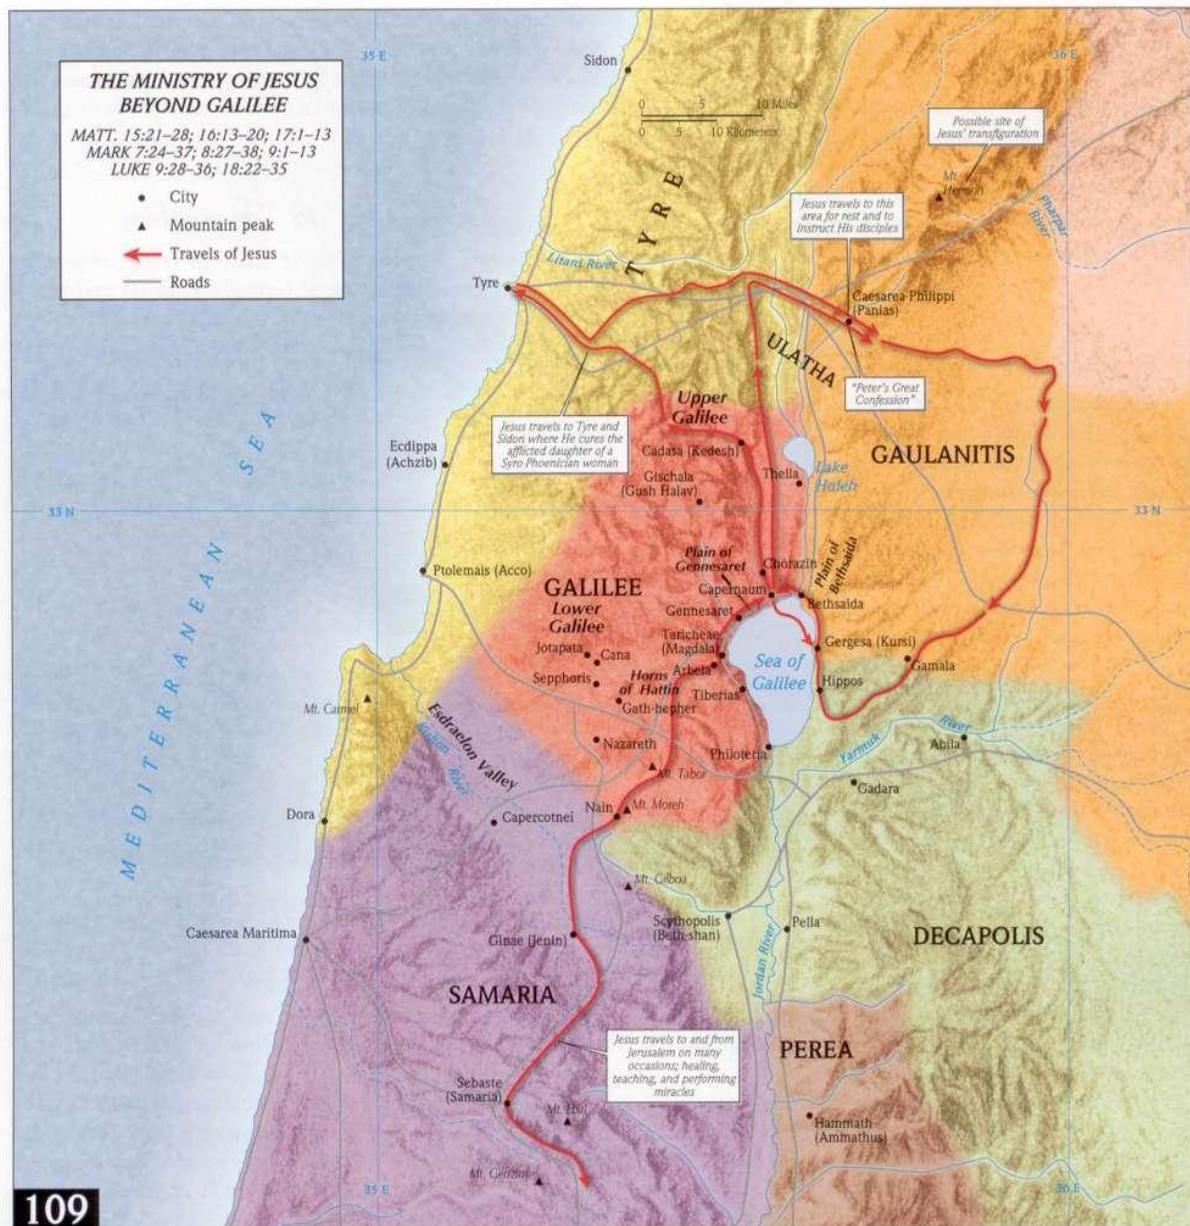 THE MINISTRY OF JESUS
BEYOND GALILEE
MATT. 15:21–28; 16:13–20; 17:1–13
MARK 7:24–37; 8:27–38; 9:1–13
LUKE 9:28–36; 18:22–35
City
Mountain peak
Travels of Jesus
Roads
35 E
36 E
Sidon
0 5 10 Miles
0 5 10 Kilometers
Possible site of
Jesus' transfiguration
Mt.
Hermon
Pharpar
River
Jesus travels to this
area for rest and to
instruct His disciples
TYRE
Litani River
Tyre
Caesarea Philippi
(Panias)
ULATHA
"Peter's Great
Confession"
Jesus travels to Tyre and
Sidon where He cures the
afflicted daughter of a
Syro-Phoenician woman
Upper
Galilee
Cadasa (Kedesh)
GAULANITIS
Ecdippa
(Achzib)
Gischala
(Gush Halav)
Thella
Lake
Huleh
33 N
33 N
MEDITERRANEAN SEA
Ptolemais (Acco)
Plain of
Gennesaret
Chorazin
Plain of
Bethsaida
GALILEE
Lower
Galilee
Capernaum
Bethsaida
Gennesaret
Taricheae
(Magdala)
Jotapata
Cana
Arbela
Sea of
Galilee
Gergesa (Kursi)
Gamala
Sepphoris
Horns
of Hattin
Gath-hepher
Tiberias
Hippos
Mt. Carmel
Esdraelon Valley
Kishon
River
Nazareth
Philoteria
Yarmuk
River
Abila
Mt. Tabor
Gadara
Dora
Capercotnei
Nain
Mt. Moreh
Mt. Gilboa
Scythopolis
(Beth-shan)
Pella
Caesarea Maritima
Ginae (Jenin)
Jordan River
DECAPOLIS
SAMARIA
Jesus travels to and from
Jerusalem on many
occasions; healing,
teaching, and performing
miracles
PEREA
Sebaste
(Samaria)
Mt. Ebal
Hammath
(Ammathus)
Mt. Gerizim
35 E
36 E
109